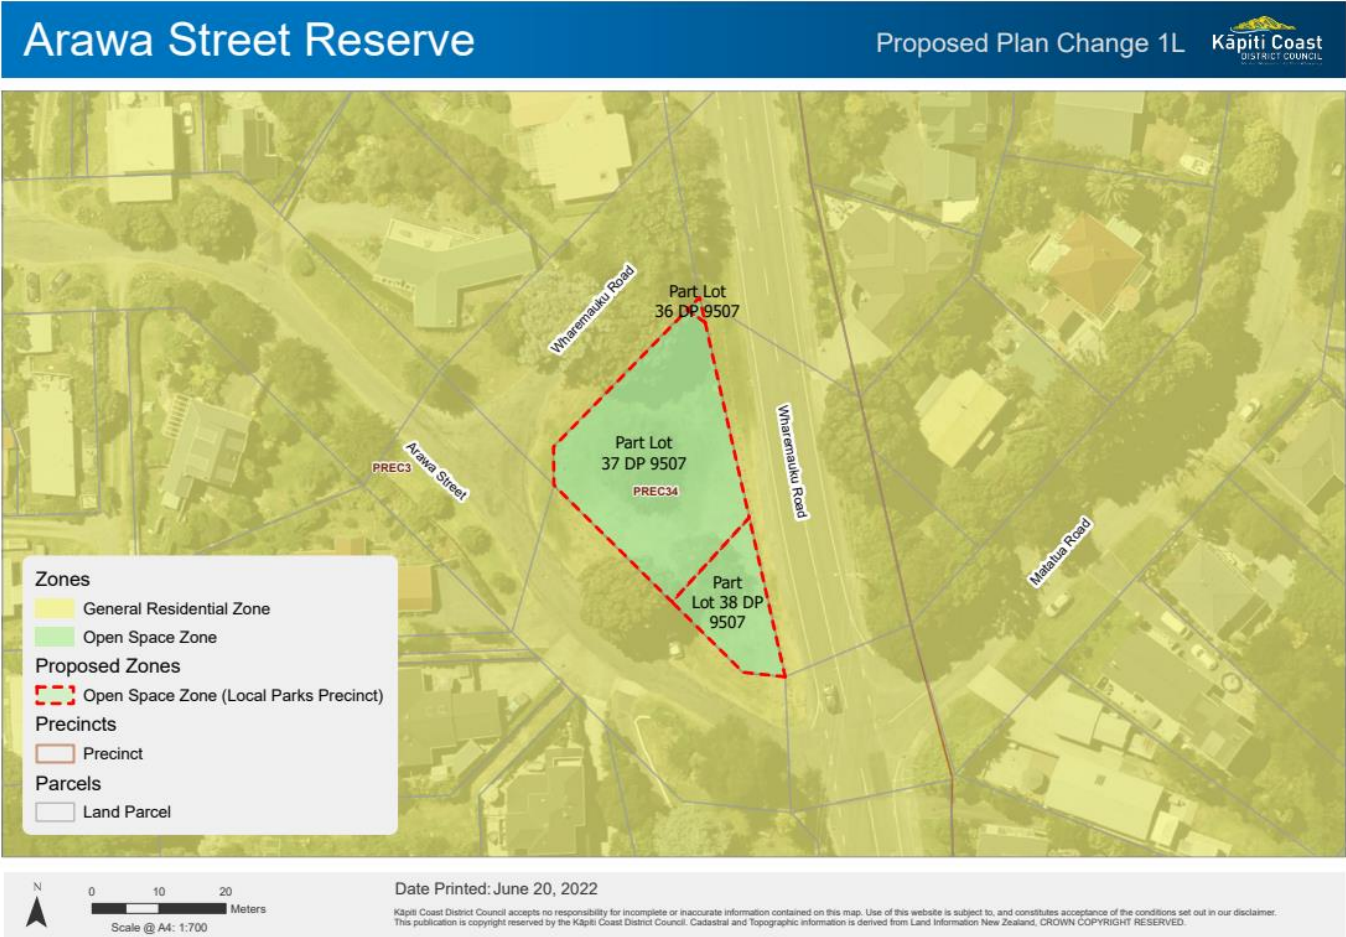 Arawa Street Reserve
Proposed Plan Change 1L
Kāpiti Coast
DISTRICT COUNCIL
Wharemauku Road
Part Lot
36 DP 9507
Part Lot
37 DP 9507
PREC34
Wharemauku Road
PREC3
Arawa Street
Matatua Road
Part
Lot 38 DP
9507
Zones
General Residential Zone
Open Space Zone
Proposed Zones
Open Space Zone (Local Parks Precinct)
Precincts
Precinct
Parcels
Land Parcel
N
0 10 20
Meters
Scale @ A4: 1:700
Date Printed: June 20, 2022
Kāpiti Coast District Council accepts no responsibility for incomplete or inaccurate information contained on this map. Use of this website is subject to, and constitutes acceptance of the conditions set out in our disclaimer.
This publication is copyright reserved by the Kāpiti Coast District Council. Cadastral and Topographic information is derived from Land Information New Zealand, CROWN COPYRIGHT RESERVED.